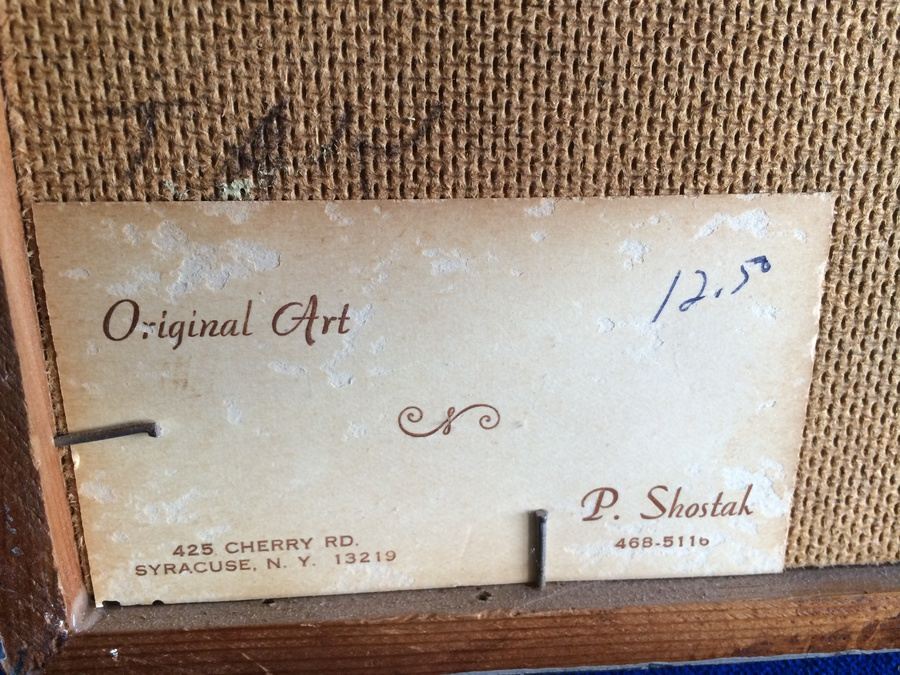 Original Art
12.50
P. Shostak
468-5116
425 CHERRY RD.
SYRACUSE, N. Y. 13219